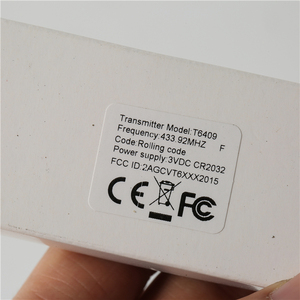 Transmitter Model:T6409
Frequency:433.92MHZ F
Code:Rolling code
Power supply:3VDC CR2032
FCC ID:2AGCVT6XXX2015
CE FC